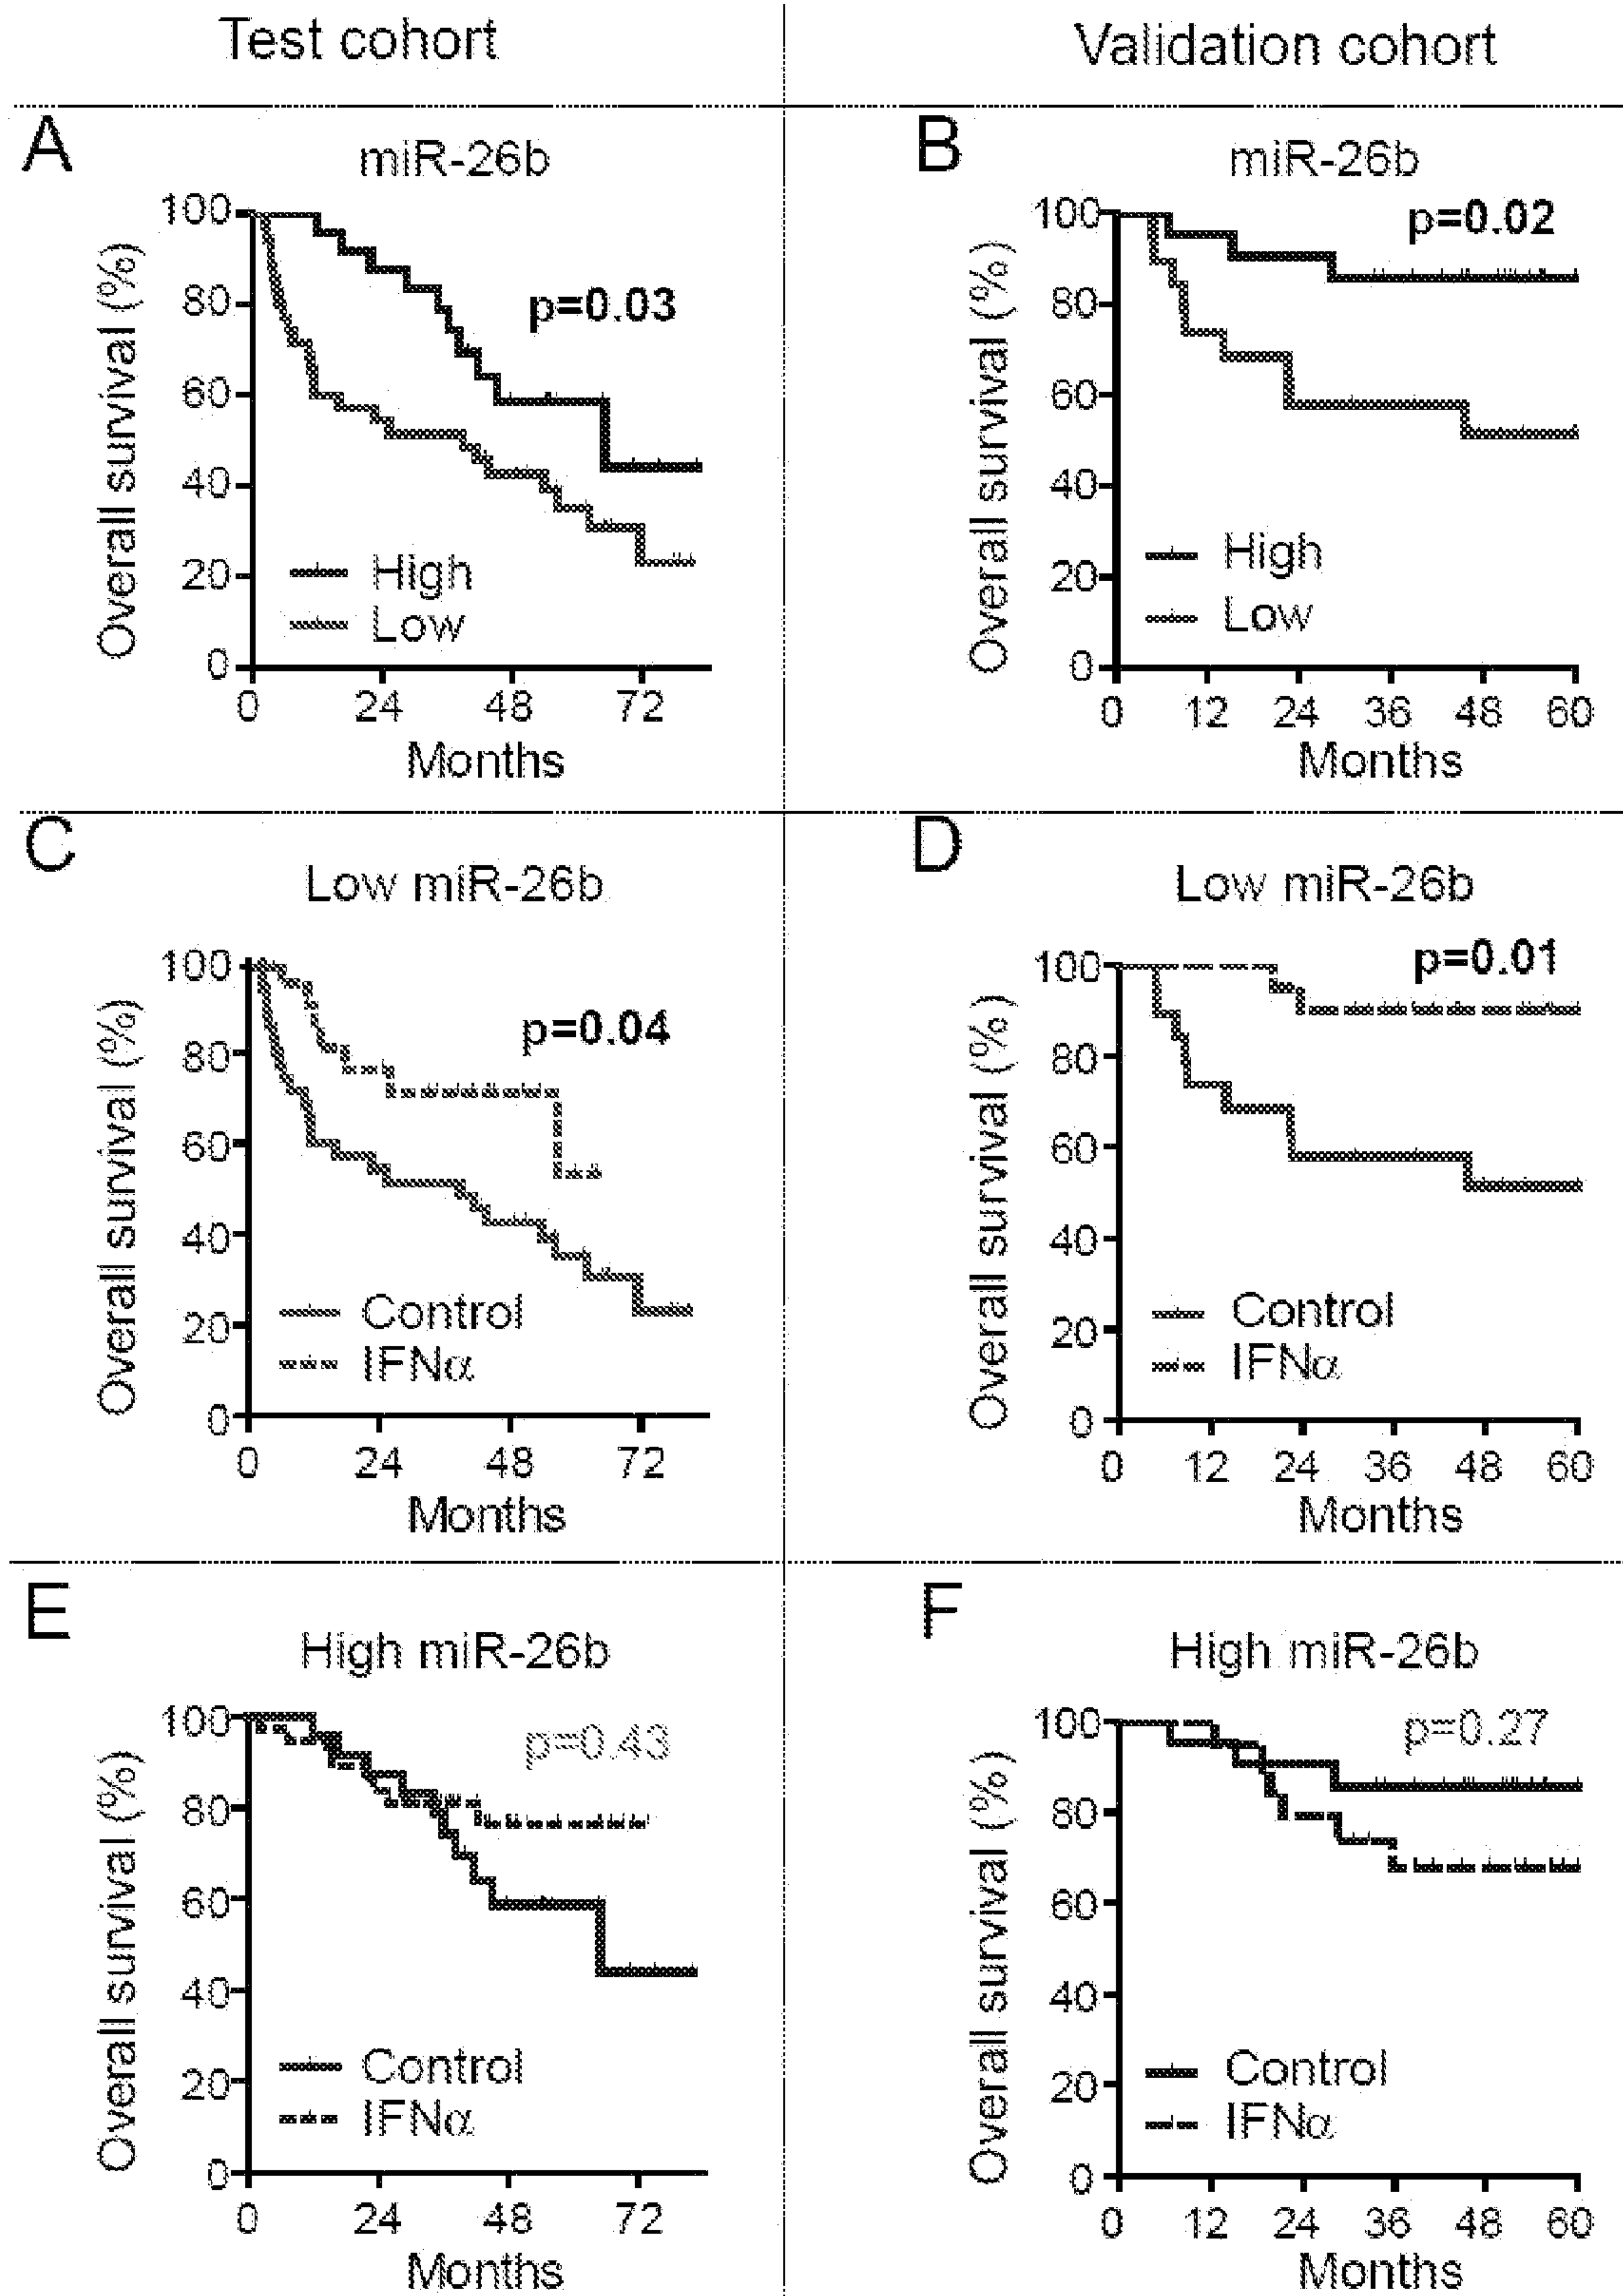 Test cohort
Validation cohort
A
miR-26b
100
80
60
40
20
0
Overall survival (%)
p=0.03
High
Low
0 24 48 72
Months
B
miR-26b
100
80
60
40
20
0
Overall survival (%)
p=0.02
High
Low
0 12 24 36 48 60
Months
C
Low miR-26b
100
80
60
40
20
0
Overall survival (%)
p=0.04
Control
IFNα
0 24 48 72
Months
D
Low miR-26b
100
80
60
40
20
0
Overall survival (%)
p=0.01
Control
IFNα
0 12 24 36 48 60
Months
E
High miR-26b
100
80
60
40
20
0
Overall survival (%)
p=0.43
Control
IFNα
0 24 48 72
Months
F
High miR-26b
100
80
60
40
20
0
Overall survival (%)
p=0.27
Control
IFNα
0 12 24 36 48 60
Months